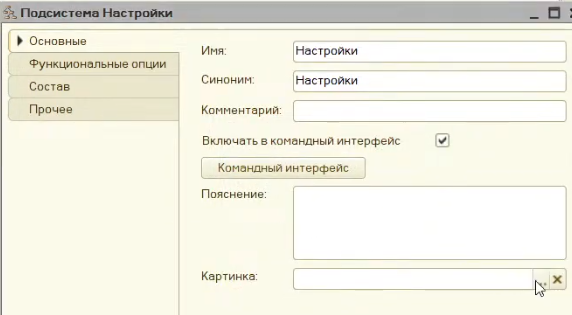 Подсистема Настройки
Основные
Функциональные опции
Состав
Прочее
Имя: Настройки
Синоним: Настройки
Комментарий:
Включать в командный интерфейс
Командный интерфейс
Пояснение:
Картинка:
...